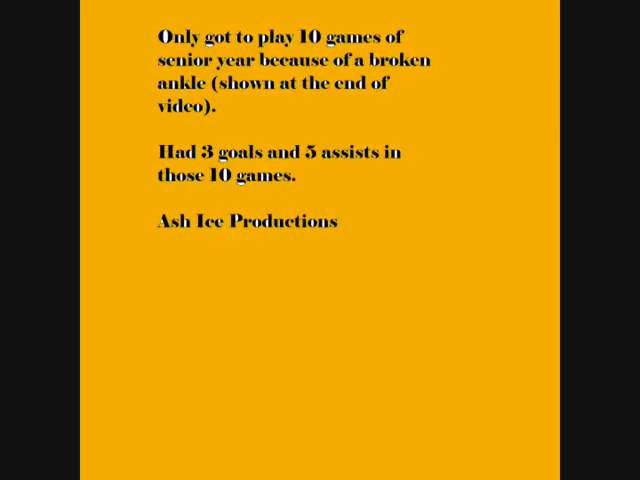 Only got to play 10 games of
senior year because of a broken
ankle (shown at the end of
video).
Had 3 goals and 5 assists in
those 10 games.
Ash Ice Productions